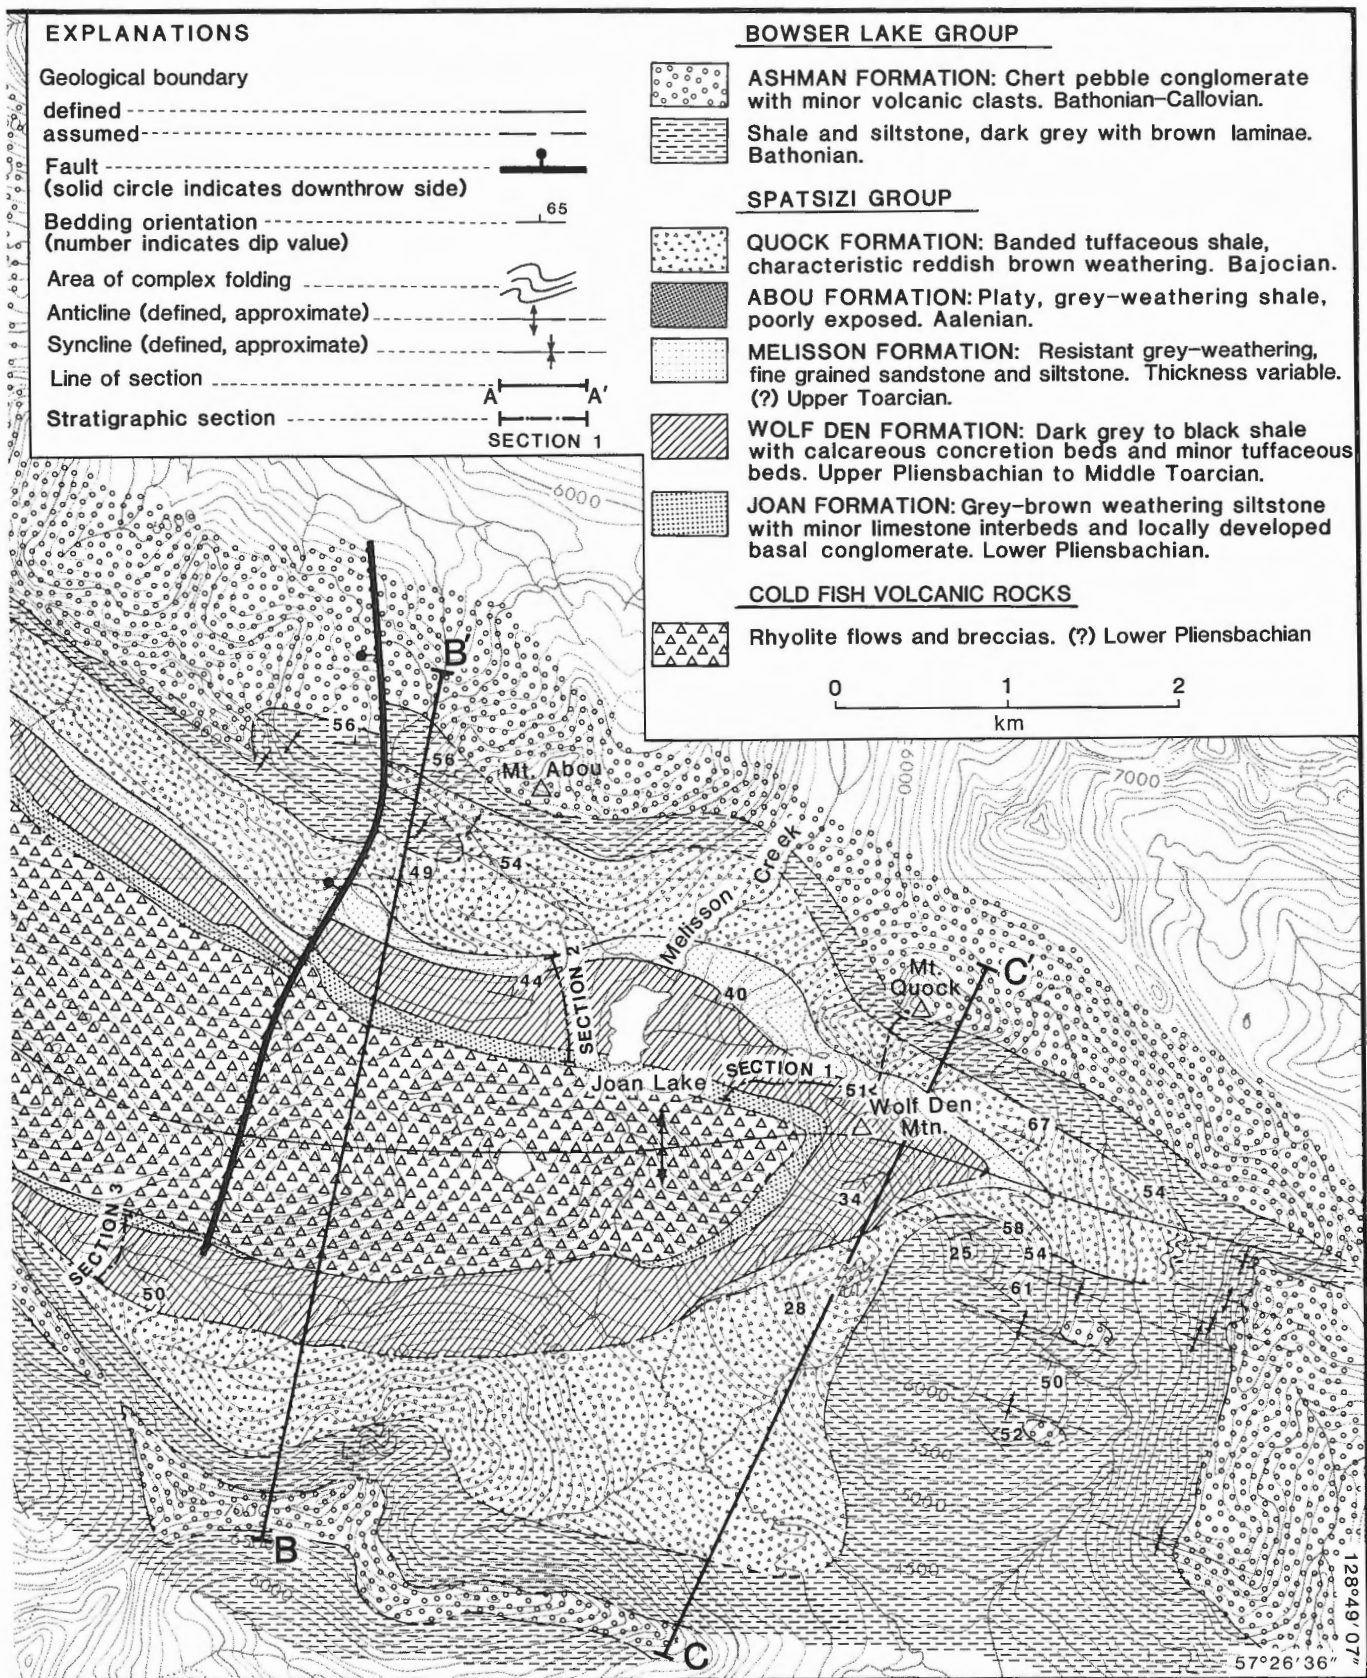 EXPLANATIONS
Geological boundary
defined
assumed
Fault
(solid circle indicates downthrow side)
Bedding orientation
65
(number indicates dip value)
Area of complex folding
Anticline (defined, approximate)
Syncline (defined, approximate)
Line of section
A A'
Stratigraphic section
SECTION 1
BOWSER LAKE GROUP
ASHMAN FORMATION: Chert pebble conglomerate
with minor volcanic clasts. Bathonian-Callovian.
Shale and siltstone, dark grey with brown laminae.
Bathonian.
SPATSIZI GROUP
QUOCK FORMATION: Banded tuffaceous shale,
characteristic reddish brown weathering. Bajocian.
ABOU FORMATION: Platy, grey-weathering shale,
poorly exposed. Aalenian.
MELISSON FORMATION: Resistant grey-weathering,
fine grained sandstone and siltstone. Thickness variable.
(?) Upper Toarcian.
WOLF DEN FORMATION: Dark grey to black shale
with calcareous concretion beds and minor tuffaceous
beds. Upper Pliensbachian to Middle Toarcian.
JOAN FORMATION: Grey-brown weathering siltstone
with minor limestone interbeds and locally developed
basal conglomerate. Lower Pliensbachian.
COLD FISH VOLCANIC ROCKS
Rhyolite flows and breccias. (?) Lower Pliensbachian
0 1 2
km
6000
B'
56
56
Mt. Abou
7000
6000
54
49
Melisson Creek
44
SECTION 2
40
Mt.
Quock
C'
Joan Lake
SECTION 1
51
Wolf Den
Mtn.
67
34
54
SECTION 3
58
25
54
61
50
28
50
6000
52
5500
5000
4500
B
6000
C
128°49'07"
57°26'36"